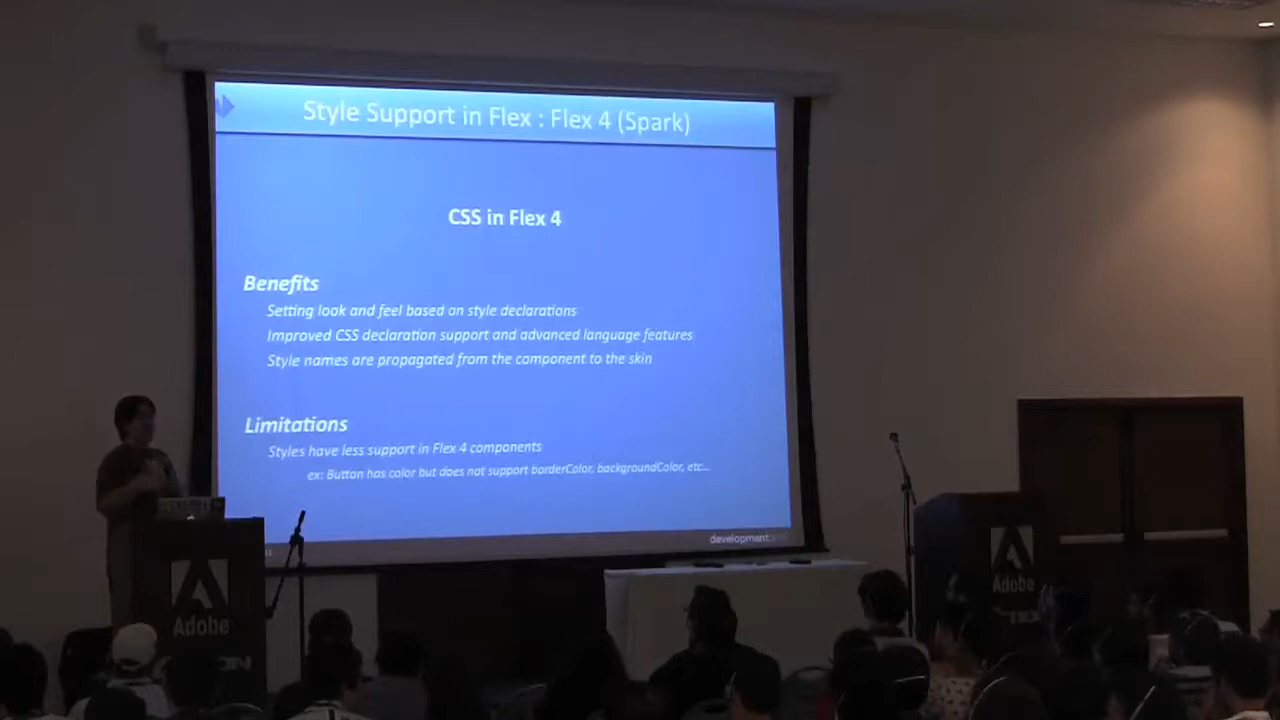 Style Support in Flex : Flex 4 (Spark)
CSS in Flex 4
Benefits
Setting look and feel based on style declarations
Improved CSS declaration support and advanced language features
Style names are propagated from the component to the skin
Limitations
Styles have less support in Flex 4 components
ex: Button has color but does not support borderColor, backgroundColor, etc...
development
Adobe
Adobe